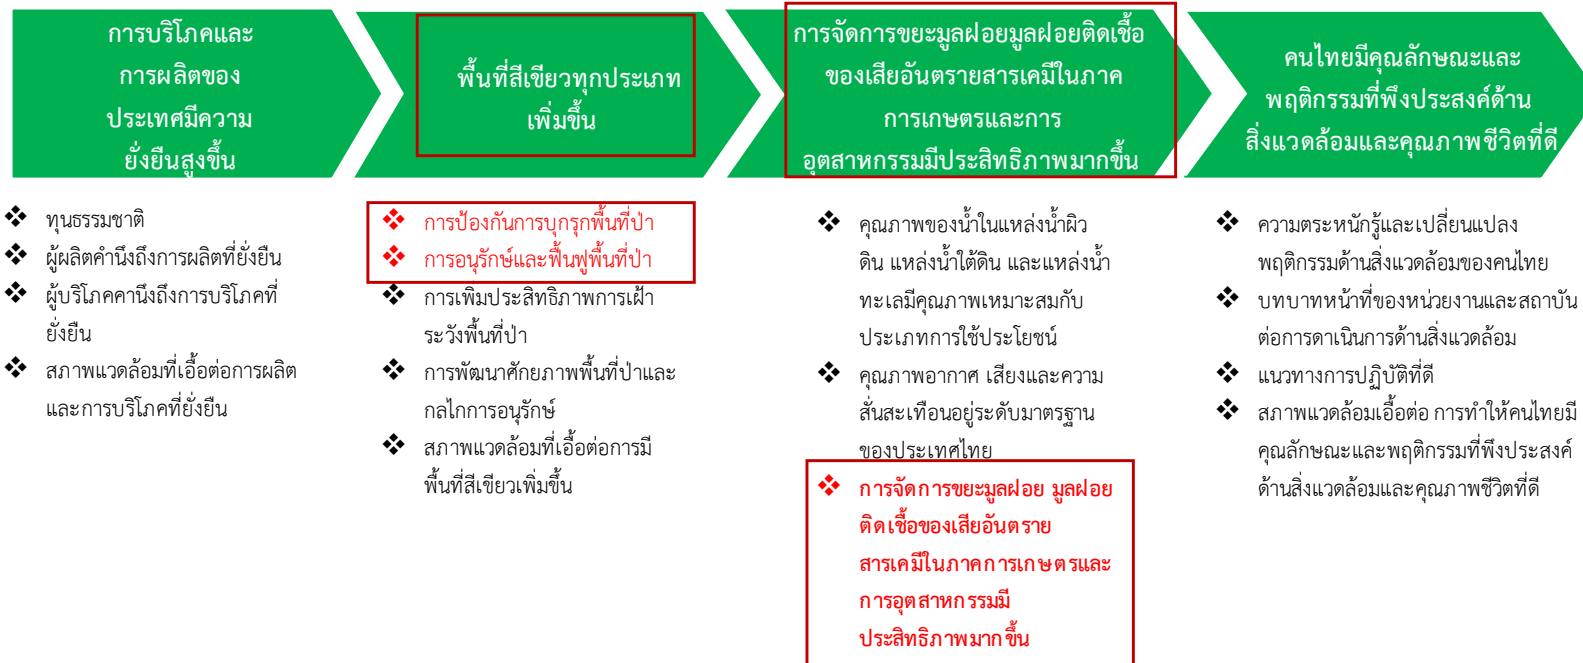 การบริโภคและ
การผลิตของ
ประเทศมีความ
ยั่งยืนสูงขึ้น
พื้นที่สีเขียวทุกประเภท
เพิ่มขึ้น
การจัดการขยะมูลฝอยมูลฝอยติดเชื้อ
ของเสียอันตรายสารเคมีในภาค
การเกษตรและการ
อุตสาหกรรมมีประสิทธิภาพมากขึ้น
คนไทยมีคุณลักษณะและ
พฤติกรรมที่พึงประสงค์ด้าน
สิ่งแวดล้อมและคุณภาพชีวิตที่ดี
❖ ทุนธรรมชาติ
❖ ผู้ผลิตคำนึงถึงการผลิตที่ยั่งยืน
❖ ผู้บริโภคคานึงถึงการบริโภคที่
ยั่งยืน
❖ สภาพแวดล้อมที่เอื้อต่อการผลิต
และการบริโภคที่ยั่งยืน
❖ การป้องกันการบุกรุกพื้นที่ป่า
❖ การอนุรักษ์และฟื้นฟูพื้นที่ป่า
❖ การเพิ่มประสิทธิภาพการเฝ้า
ระวังพื้นที่ป่า
❖ การพัฒนาศักยภาพพื้นที่ป่าและ
กลไกการอนุรักษ์
❖ สภาพแวดล้อมที่เอื้อต่อการมี
พื้นที่สีเขียวเพิ่มขึ้น
❖ คุณภาพของน้ำในแหล่งน้ำผิว
ดิน แหล่งน้ำใต้ดิน และแหล่งน้ำ
ทะเลมีคุณภาพเหมาะสมกับ
ประเภทการใช้ประโยชน์
❖ คุณภาพอากาศ เสียงและความ
สั่นสะเทือนอยู่ระดับมาตรฐาน
ของประเทศไทย
❖ การจัดการขยะมูลฝอย มูลฝอย
ติดเชื้อของเสียอันตราย
สารเคมีในภาคการเกษตรและ
การอุตสาหกรรมมี
ประสิทธิภาพมากขึ้น
❖ ความตระหนักรู้และเปลี่ยนแปลง
พฤติกรรมด้านสิ่งแวดล้อมของคนไทย
❖ บทบาทหน้าที่ของหน่วยงานและสถาบัน
ต่อการดาเนินการด้านสิ่งแวดล้อม
❖ แนวทางการปฏิบัติที่ดี
❖ สภาพแวดล้อมเอื้อต่อ การทำให้คนไทยมี
คุณลักษณะและพฤติกรรมที่พึงประสงค์
ด้านสิ่งแวดล้อมและคุณภาพชีวิตที่ดี